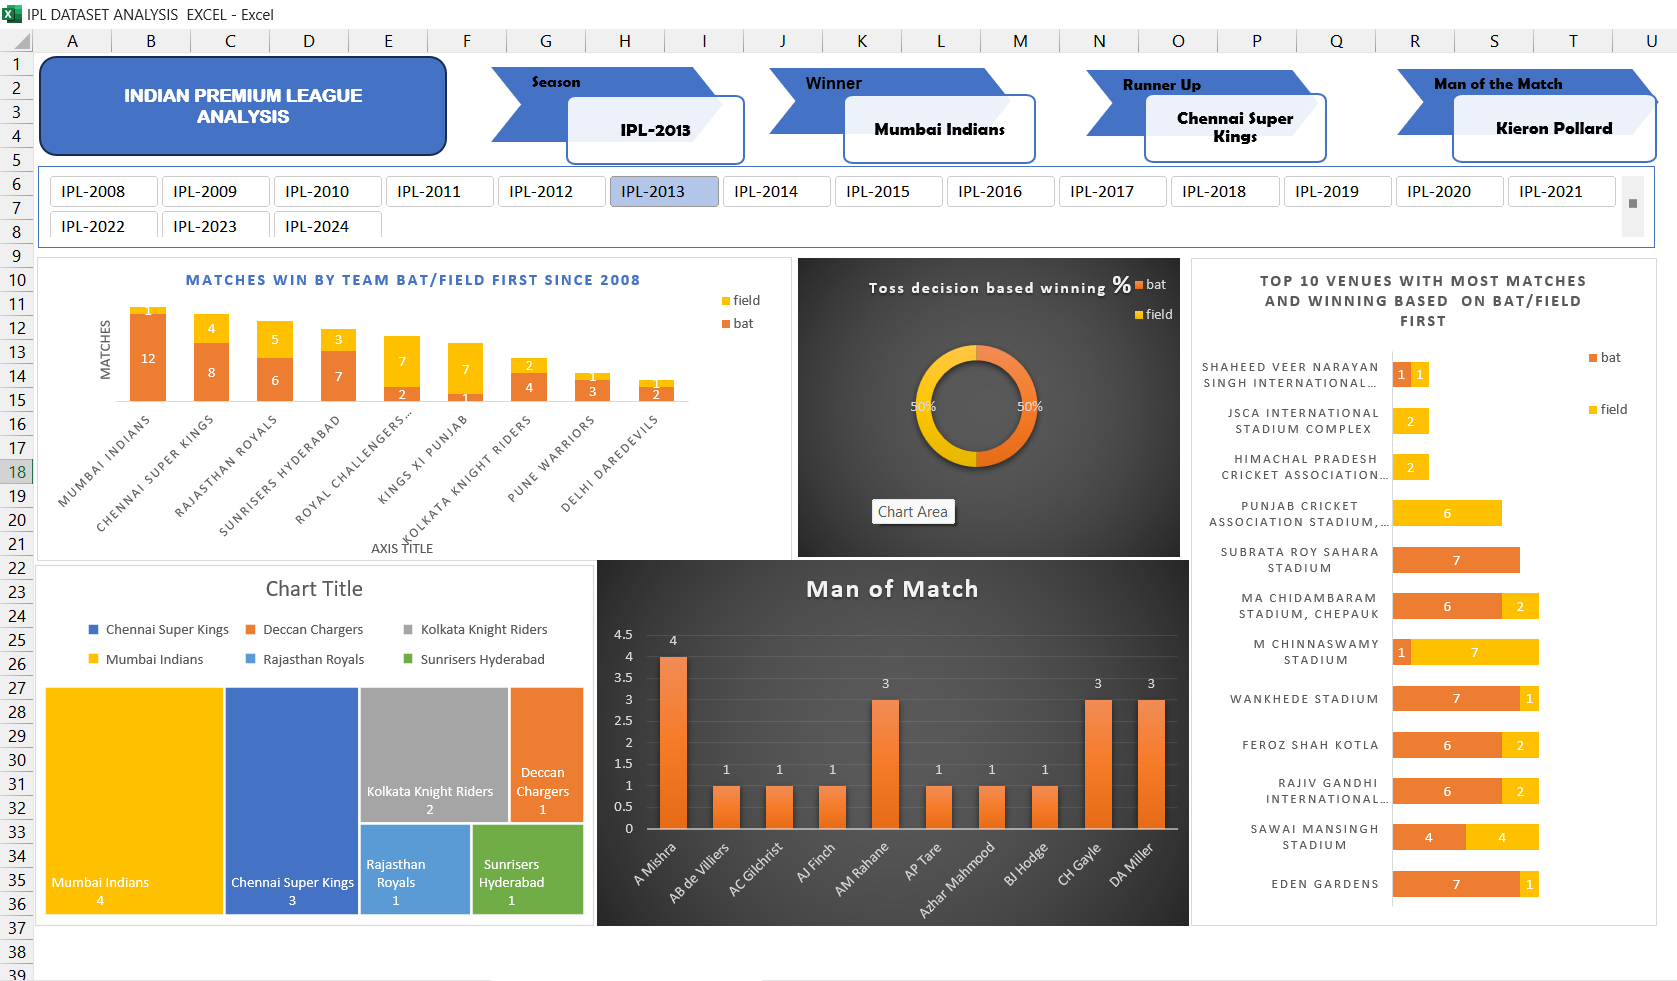 IPL DATASET ANALYSIS  EXCEL - Excel
A B C D E F G H I J K L M N O P Q R S T U
1
2
3
4
5
6
7
8
9
10
11
12
13
14
15
16
17
18
19
20
21
22
23
24
25
26
27
28
29
30
31
32
33
34
35
36
37
38
39
INDIAN PREMIUM LEAGUE
ANALYSIS
Season
IPL-2013
Winner
Mumbai Indians
Runner Up
Chennai Super
Kings
Man of the Match
Kieron Pollard
IPL-2008 IPL-2009 IPL-2010 IPL-2011 IPL-2012 IPL-2013 IPL-2014 IPL-2015 IPL-2016 IPL-2017 IPL-2018 IPL-2019 IPL-2020 IPL-2021
IPL-2022 IPL-2023 IPL-2024
MATCHES WIN BY TEAM BAT/FIELD FIRST SINCE 2008
field
bat
MATCHES
1 4 5 3 7 7 2 1 1
12 8 6 7 2 1 4 3 2
MUMBAI INDIANS
CHENNAI SUPER KINGS
RAJASTHAN ROYALS
SUNRISERS HYDERABAD
ROYAL CHALLENGERS...
KINGS XI PUNJAB
KOLKATA KNIGHT RIDERS
PUNE WARRIORS
DELHI DAREDEVILS
AXIS TITLE
Toss decision based winning %
bat
field
50% 50%
Chart Area
TOP 10 VENUES WITH MOST MATCHES
AND WINNING BASED  ON BAT/FIELD
FIRST
bat
field
SHAHEED VEER NARAYAN
SINGH INTERNATIONAL...
1 1
JSCA INTERNATIONAL
STADIUM COMPLEX
2
HIMACHAL PRADESH
CRICKET ASSOCIATION...
2
PUNJAB CRICKET
ASSOCIATION STADIUM,...
6
SUBRATA ROY SAHARA
STADIUM
7
MA CHIDAMBARAM
STADIUM, CHEPAUK
6 2
M CHINNASWAMY
STADIUM
1 7
WANKHEDE STADIUM
7 1
FEROZ SHAH KOTLA
6 2
RAJIV GANDHI
INTERNATIONAL...
6 2
SAWAI MANSINGH
STADIUM
4 4
EDEN GARDENS
7 1
Chart Title
Chennai Super Kings Deccan Chargers Kolkata Knight Riders
Mumbai Indians Rajasthan Royals Sunrisers Hyderabad
Mumbai Indians
4
Chennai Super Kings
3
Kolkata Knight Riders
2
Deccan
Chargers
1
Rajasthan
Royals
1
Sunrisers
Hyderabad
1
Man of Match
4.5
4
3.5
3
2.5
2
1.5
1
0.5
0
4 1 1 1 3 1 1 1 3 3
A Mishra
AB de Villiers
AC Gilchrist
AJ Finch
AM Rahane
AP Tare
Azhar Mahmood
BJ Hodge
CH Gayle
DA Miller